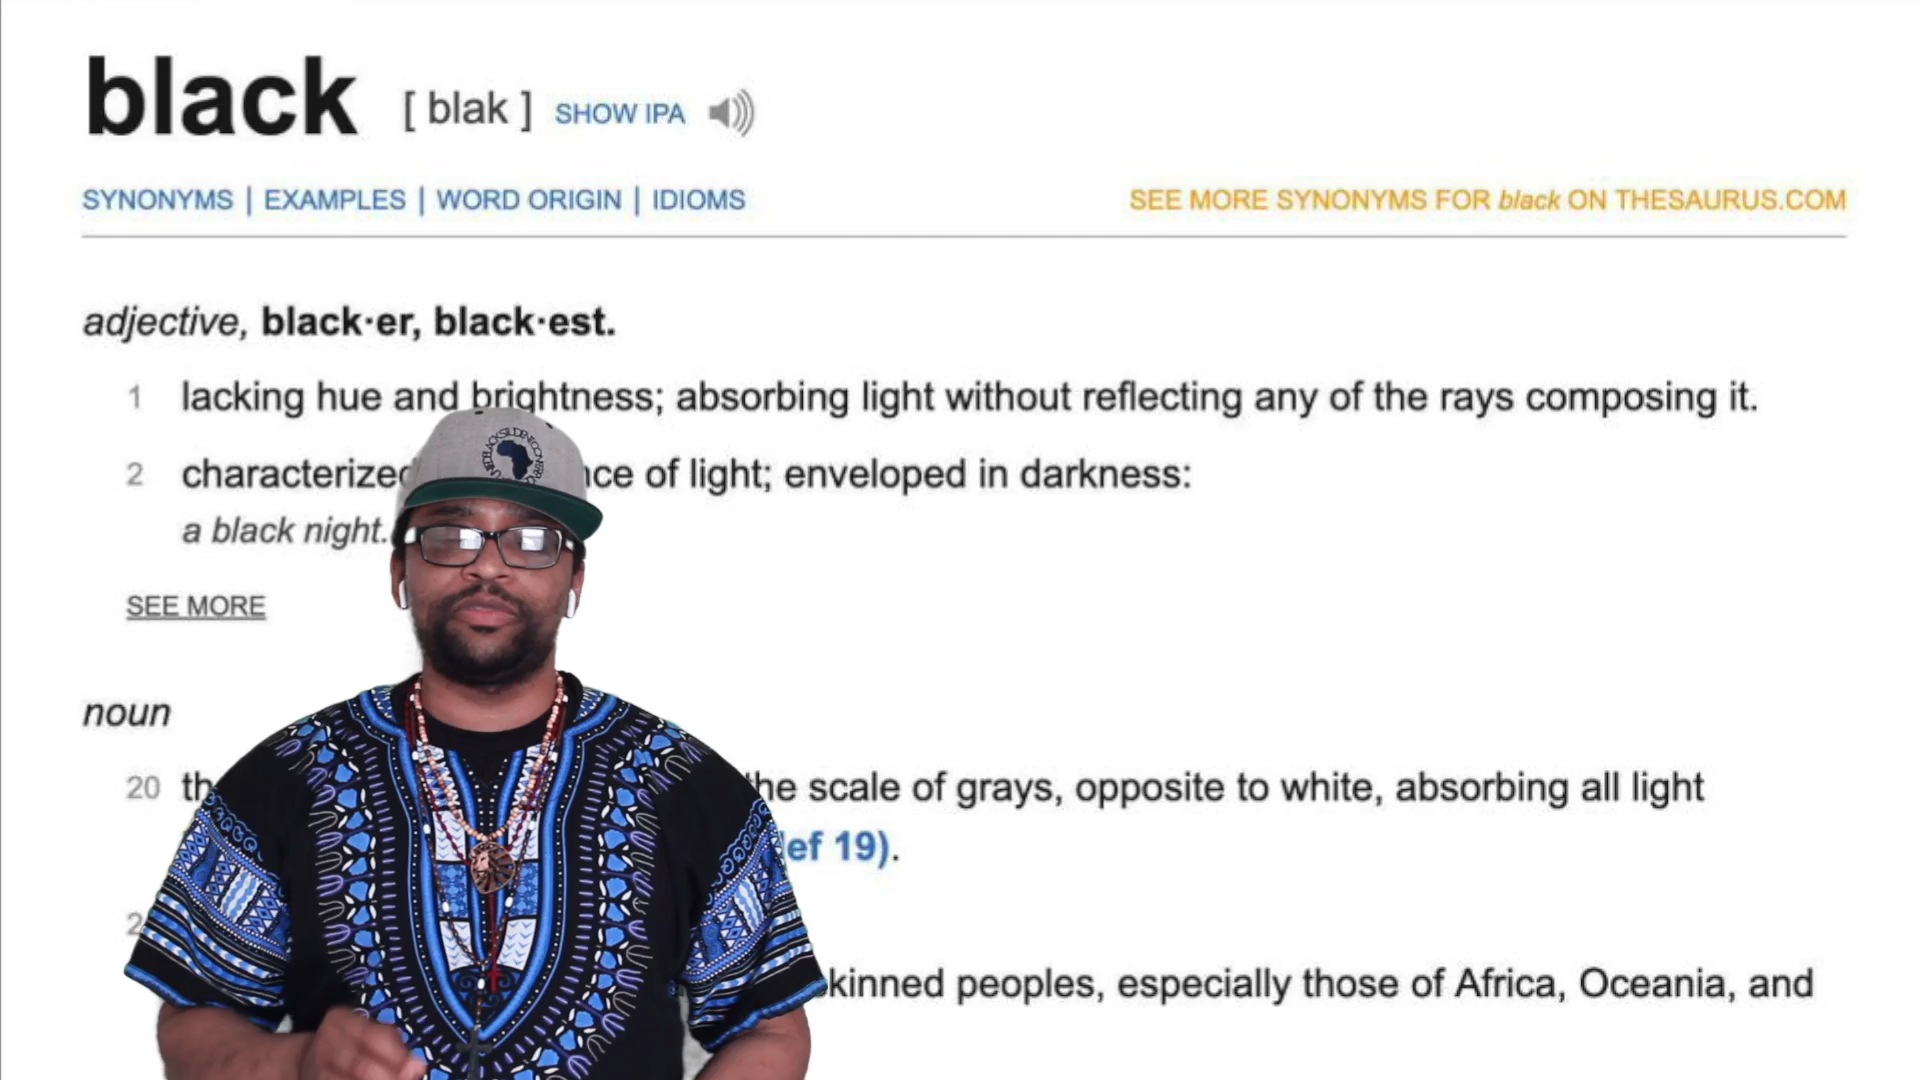 black [ blak ] SHOW IPA
SYNONYMS | EXAMPLES | WORD ORIGIN | IDIOMS SEE MORE SYNONYMS FOR black ON THESAURUS.COM
adjective, black·er, black·est.
1 lacking hue and brightness; absorbing light without reflecting any of the rays composing it.
2 characterized nce of light; enveloped in darkness:
a black night.
SEE MORE
noun
20 th the scale of grays, opposite to white, absorbing all light
ef 19).
2
kinned peoples, especially those of Africa, Oceania, and